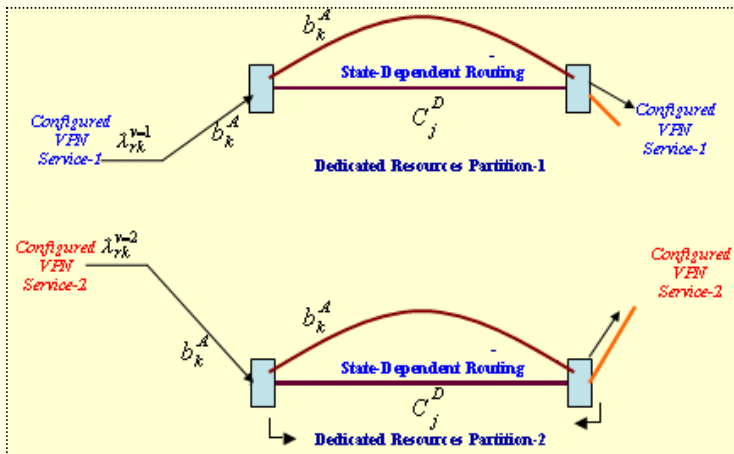 b_k^A
State-Dependent Routing
C_j^D
Configured
VPN
Service-1
λ̂_rk^v=1
b_k^A
Configured
VPN
Service-1
Dedicated Resources Partition-1
Configured
VPN
Service-2
λ̂_rk^v=2
b_k^A
b_k^A
State-Dependent Routing
C_j^D
Configured
VPN
Service-2
Dedicated Resources Partition-2